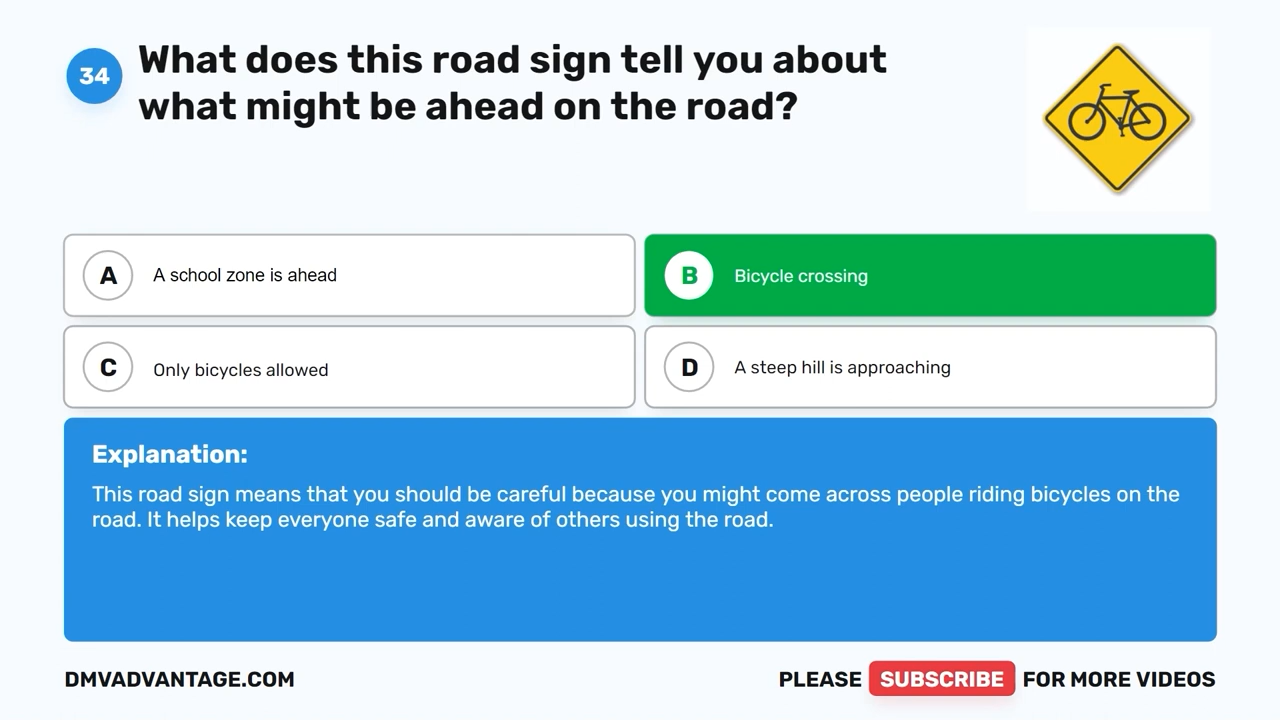 34
What does this road sign tell you about
what might be ahead on the road?
A
A school zone is ahead
B
Bicycle crossing
C
Only bicycles allowed
D
A steep hill is approaching
Explanation:
This road sign means that you should be careful because you might come across people riding bicycles on the
road. It helps keep everyone safe and aware of others using the road.
DMVADVANTAGE.COM
PLEASE SUBSCRIBE FOR MORE VIDEOS